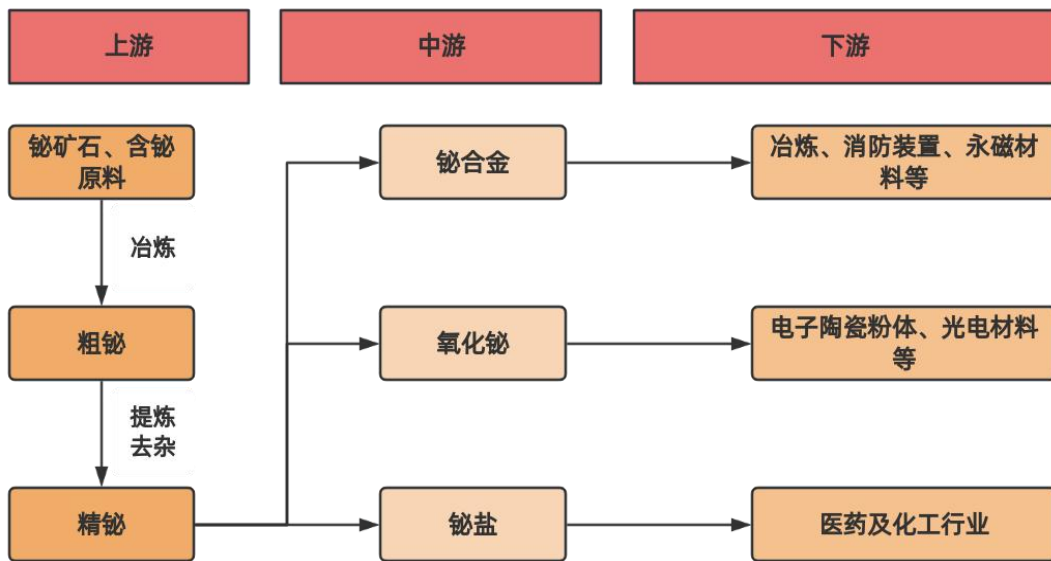 上游
中游
下游
铋矿石、含铋
原料
铋合金
冶炼、消防装置、永磁材
料等
冶炼
粗铋
氧化铋
电子陶瓷粉体、光电材料
等
提炼
去杂
精铋
铋盐
医药及化工行业